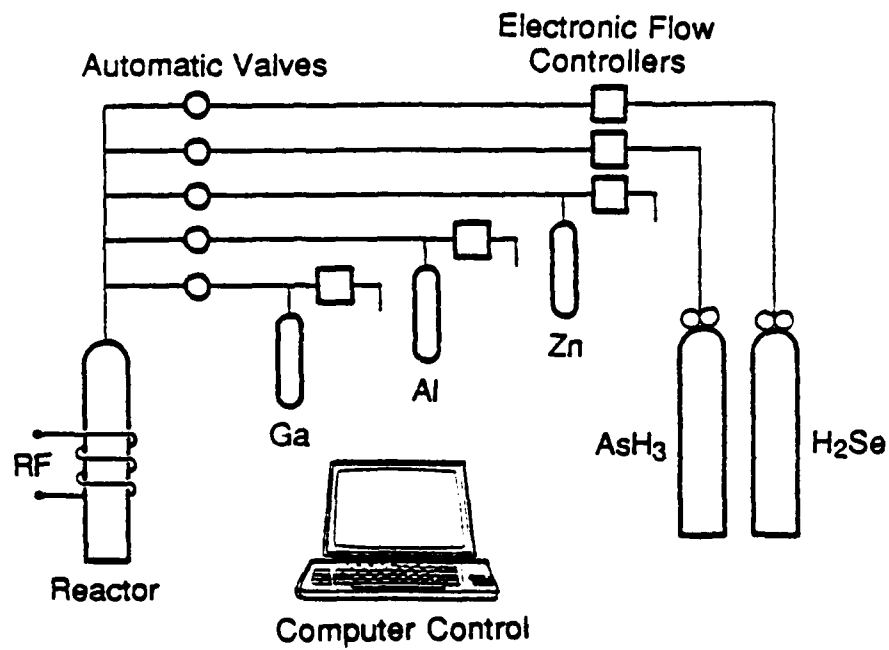 Electronic Flow
Controllers
Automatic Valves
Zn
Al
Ga
AsH₃
H₂Se
RF
Reactor
Computer Control